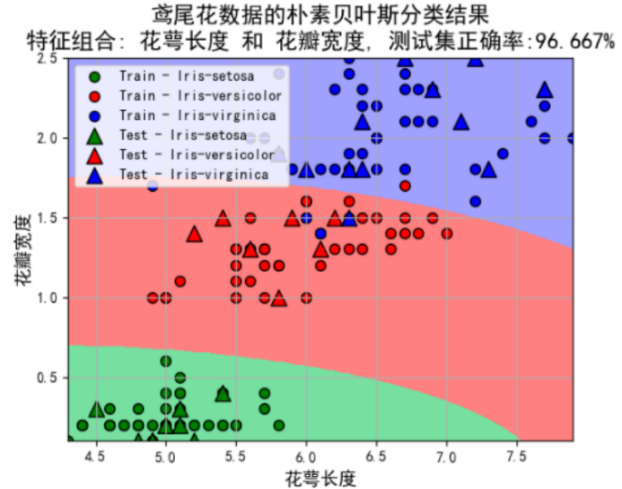 鸢尾花数据的朴素贝叶斯分类结果
特征组合: 花萼长度 和 花瓣宽度, 测试集正确率:96.667%
2.5
Train - Iris-setosa
Train - Iris-versicolor
Train - Iris-virginica
Test - Iris-setosa
Test - Iris-versicolor
Test - Iris-virginica
2.0
1.5
1.0
0.5
花瓣宽度
4.5 5.0 5.5 6.0 6.5 7.0 7.5
花萼长度